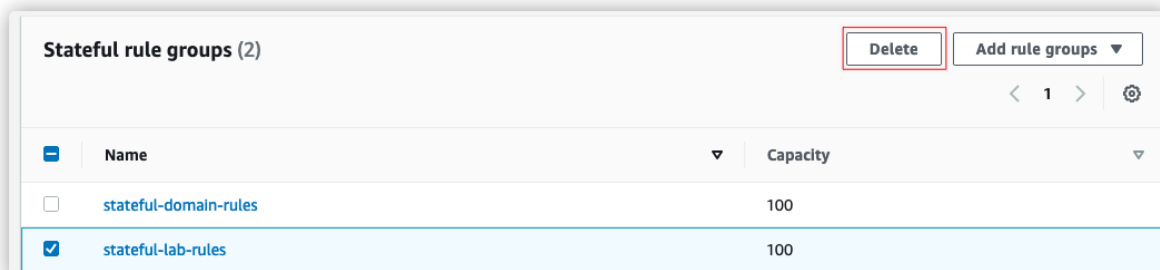 Stateful rule groups (2)
Delete
Add rule groups
1
Name
Capacity
stateful-domain-rules
100
stateful-lab-rules
100